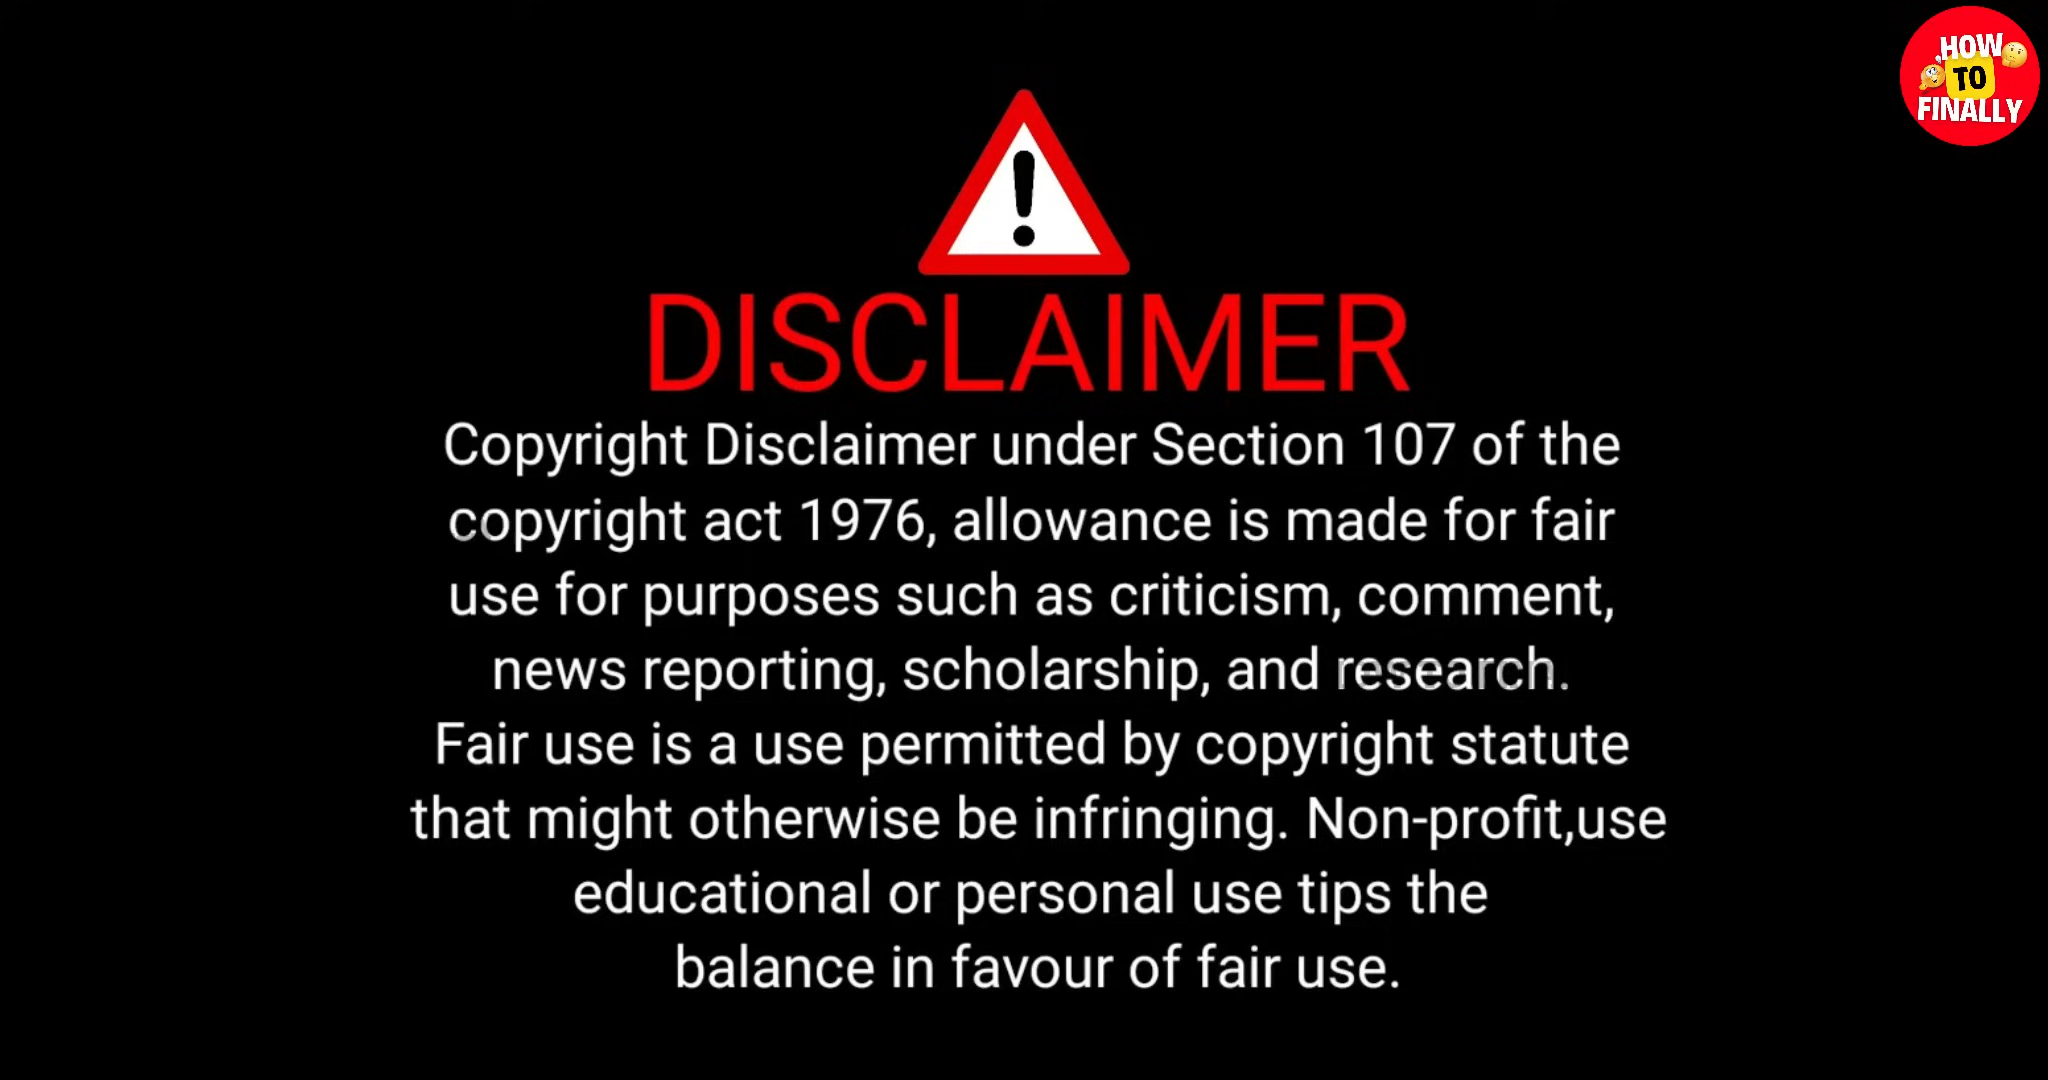 HOW
TO
FINALLY
DISCLAIMER
Copyright Disclaimer under Section 107 of the
copyright act 1976, allowance is made for fair
use for purposes such as criticism, comment,
news reporting, scholarship, and research.
Fair use is a use permitted by copyright statute
that might otherwise be infringing. Non-profit,use
educational or personal use tips the
balance in favour of fair use.